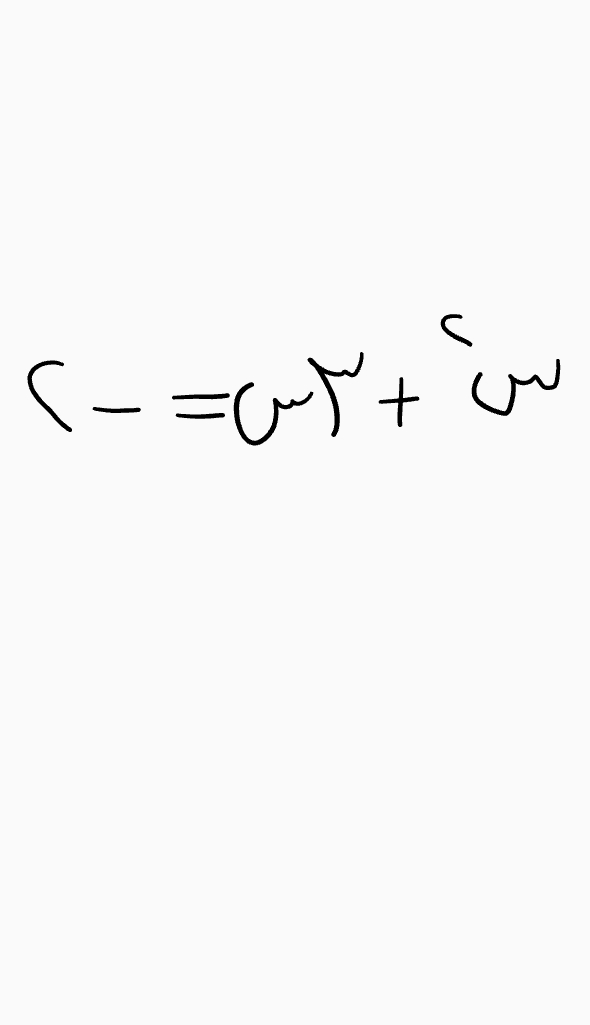 س٢ + ٣س = - ٢